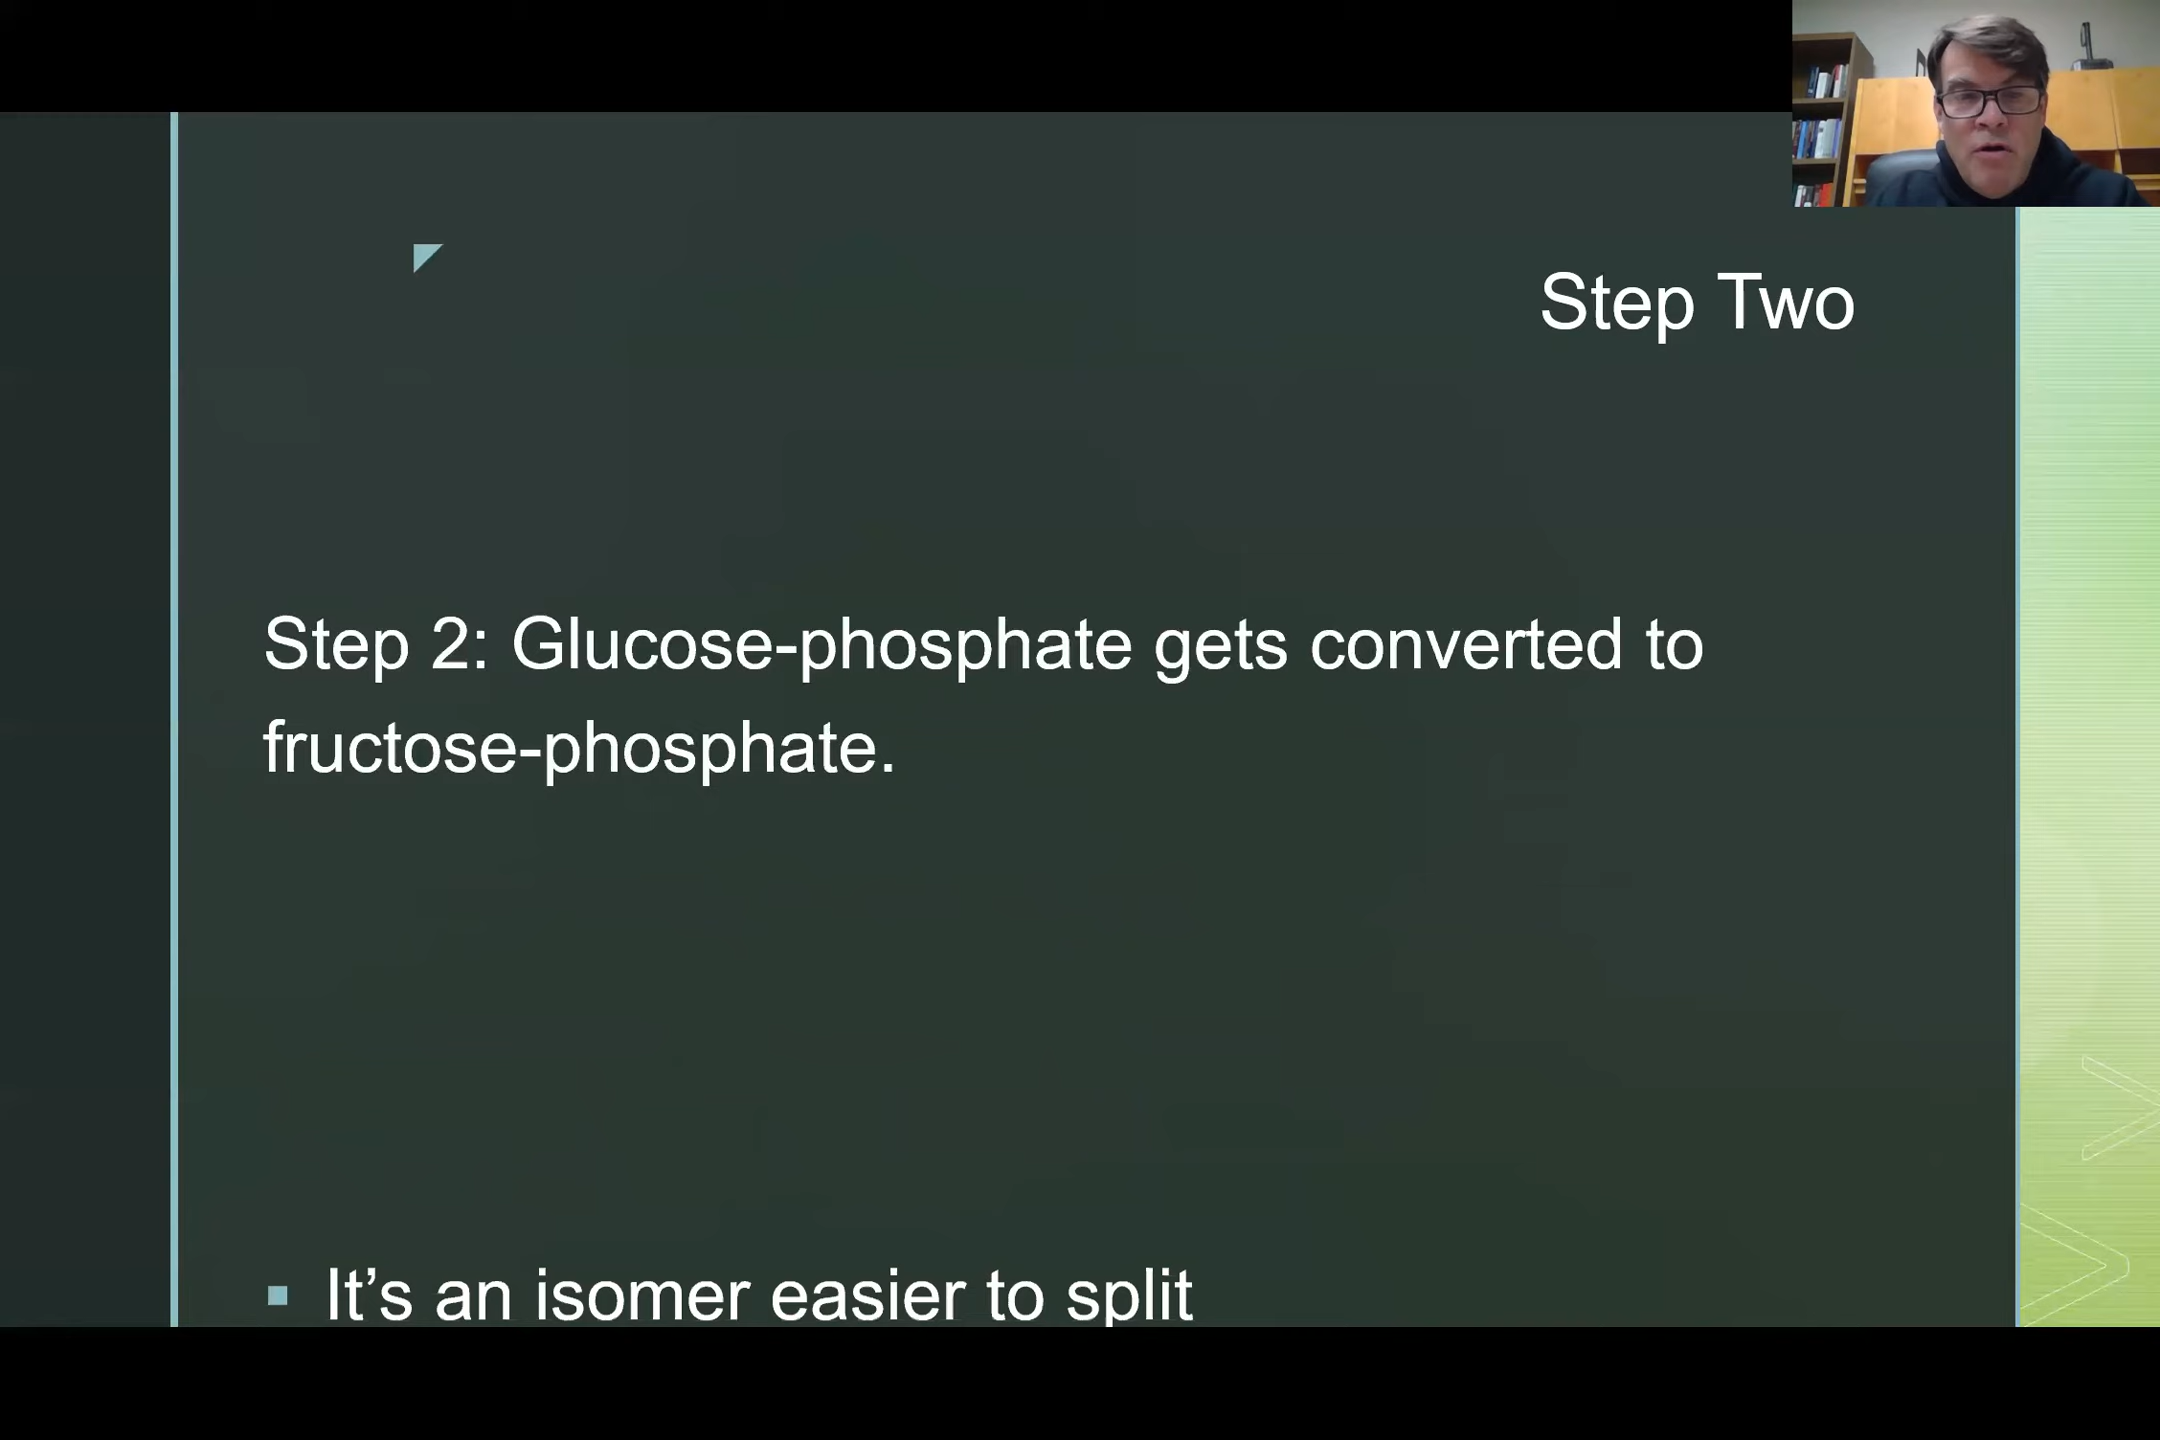 Step Two
Step 2: Glucose-phosphate gets converted to
fructose-phosphate.
It’s an isomer easier to split